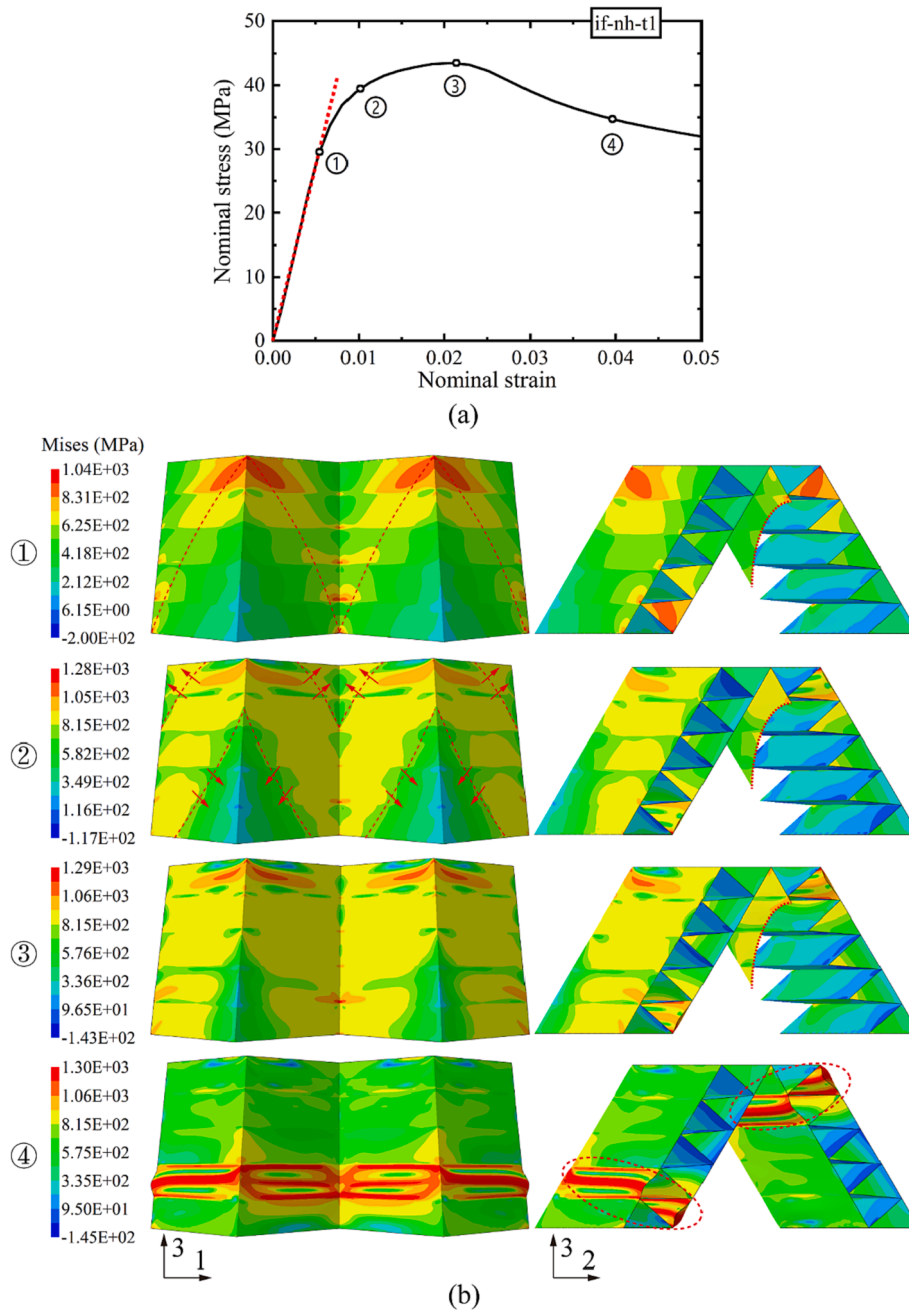 if-nh-t1
Nominal stress (MPa)
50
40
30
20
10
0
①
②
③
④
0.00 0.01 0.02 0.03 0.04 0.05
Nominal strain
(a)
Mises (MPa)
①
1.04E+03
8.31E+02
6.25E+02
4.18E+02
2.12E+02
6.15E+00
-2.00E+02
②
1.28E+03
1.05E+03
8.15E+02
5.82E+02
3.49E+02
1.16E+02
-1.17E+02
③
1.29E+03
1.06E+03
8.15E+02
5.76E+02
3.36E+02
9.65E+01
-1.43E+02
④
1.30E+03
1.06E+03
8.15E+02
5.75E+02
3.35E+02
9.50E+01
-1.45E+02
3
1
3
2
(b)